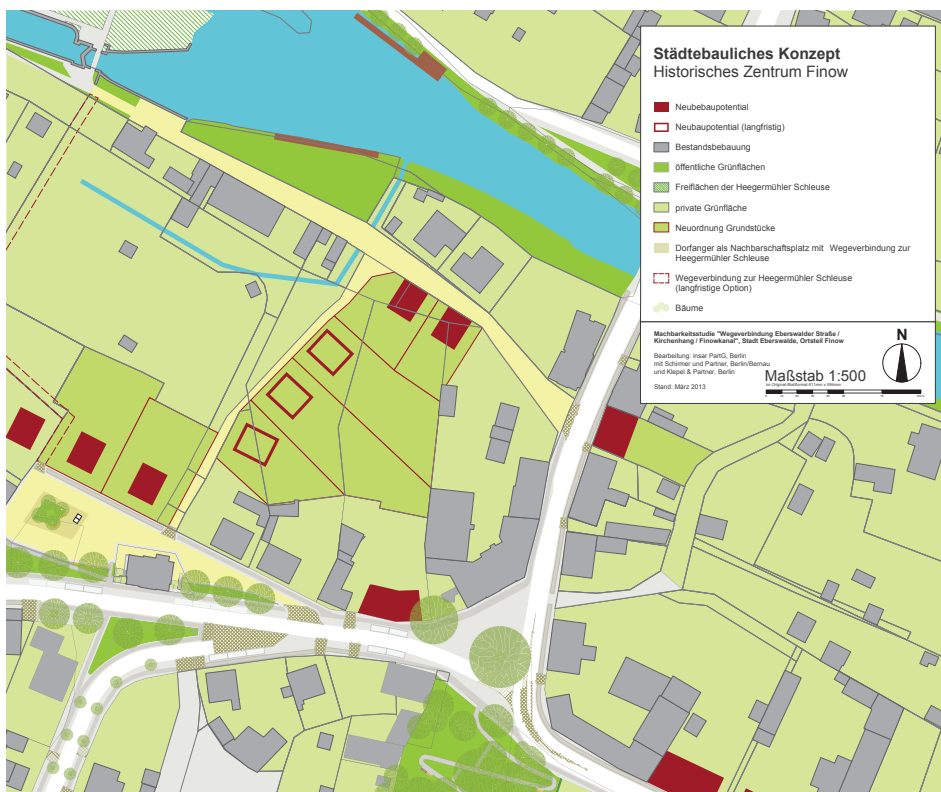 Städtebauliches Konzept
Historisches Zentrum Finow
Neubebaupotential
Neubaupotential (langfristig)
Bestandsbebauung
öffentliche Grünflächen
Freiflächen der Heegermühler Schleuse
private Grünfläche
Neuordnung Grundstücke
Dorfanger als Nachbarschaftsplatz mit Wegeverbindung zur
Heegermühler Schleuse
Wegeverbindung zur Heegermühler Schleuse
(langfristige Option)
Bäume
Machbarkeitsstudie "Wegeverbindung Eberswalder Straße /
Kirchenhang / Finowkanal", Stadt Eberswalde, Ortsteil Finow
Bearbeitung: insar PartG, Berlin
mit Schirmer und Partner, Berlin/Bernau
und Klepel & Partner, Berlin
Stand: März 2013
N
Maßstab 1:500